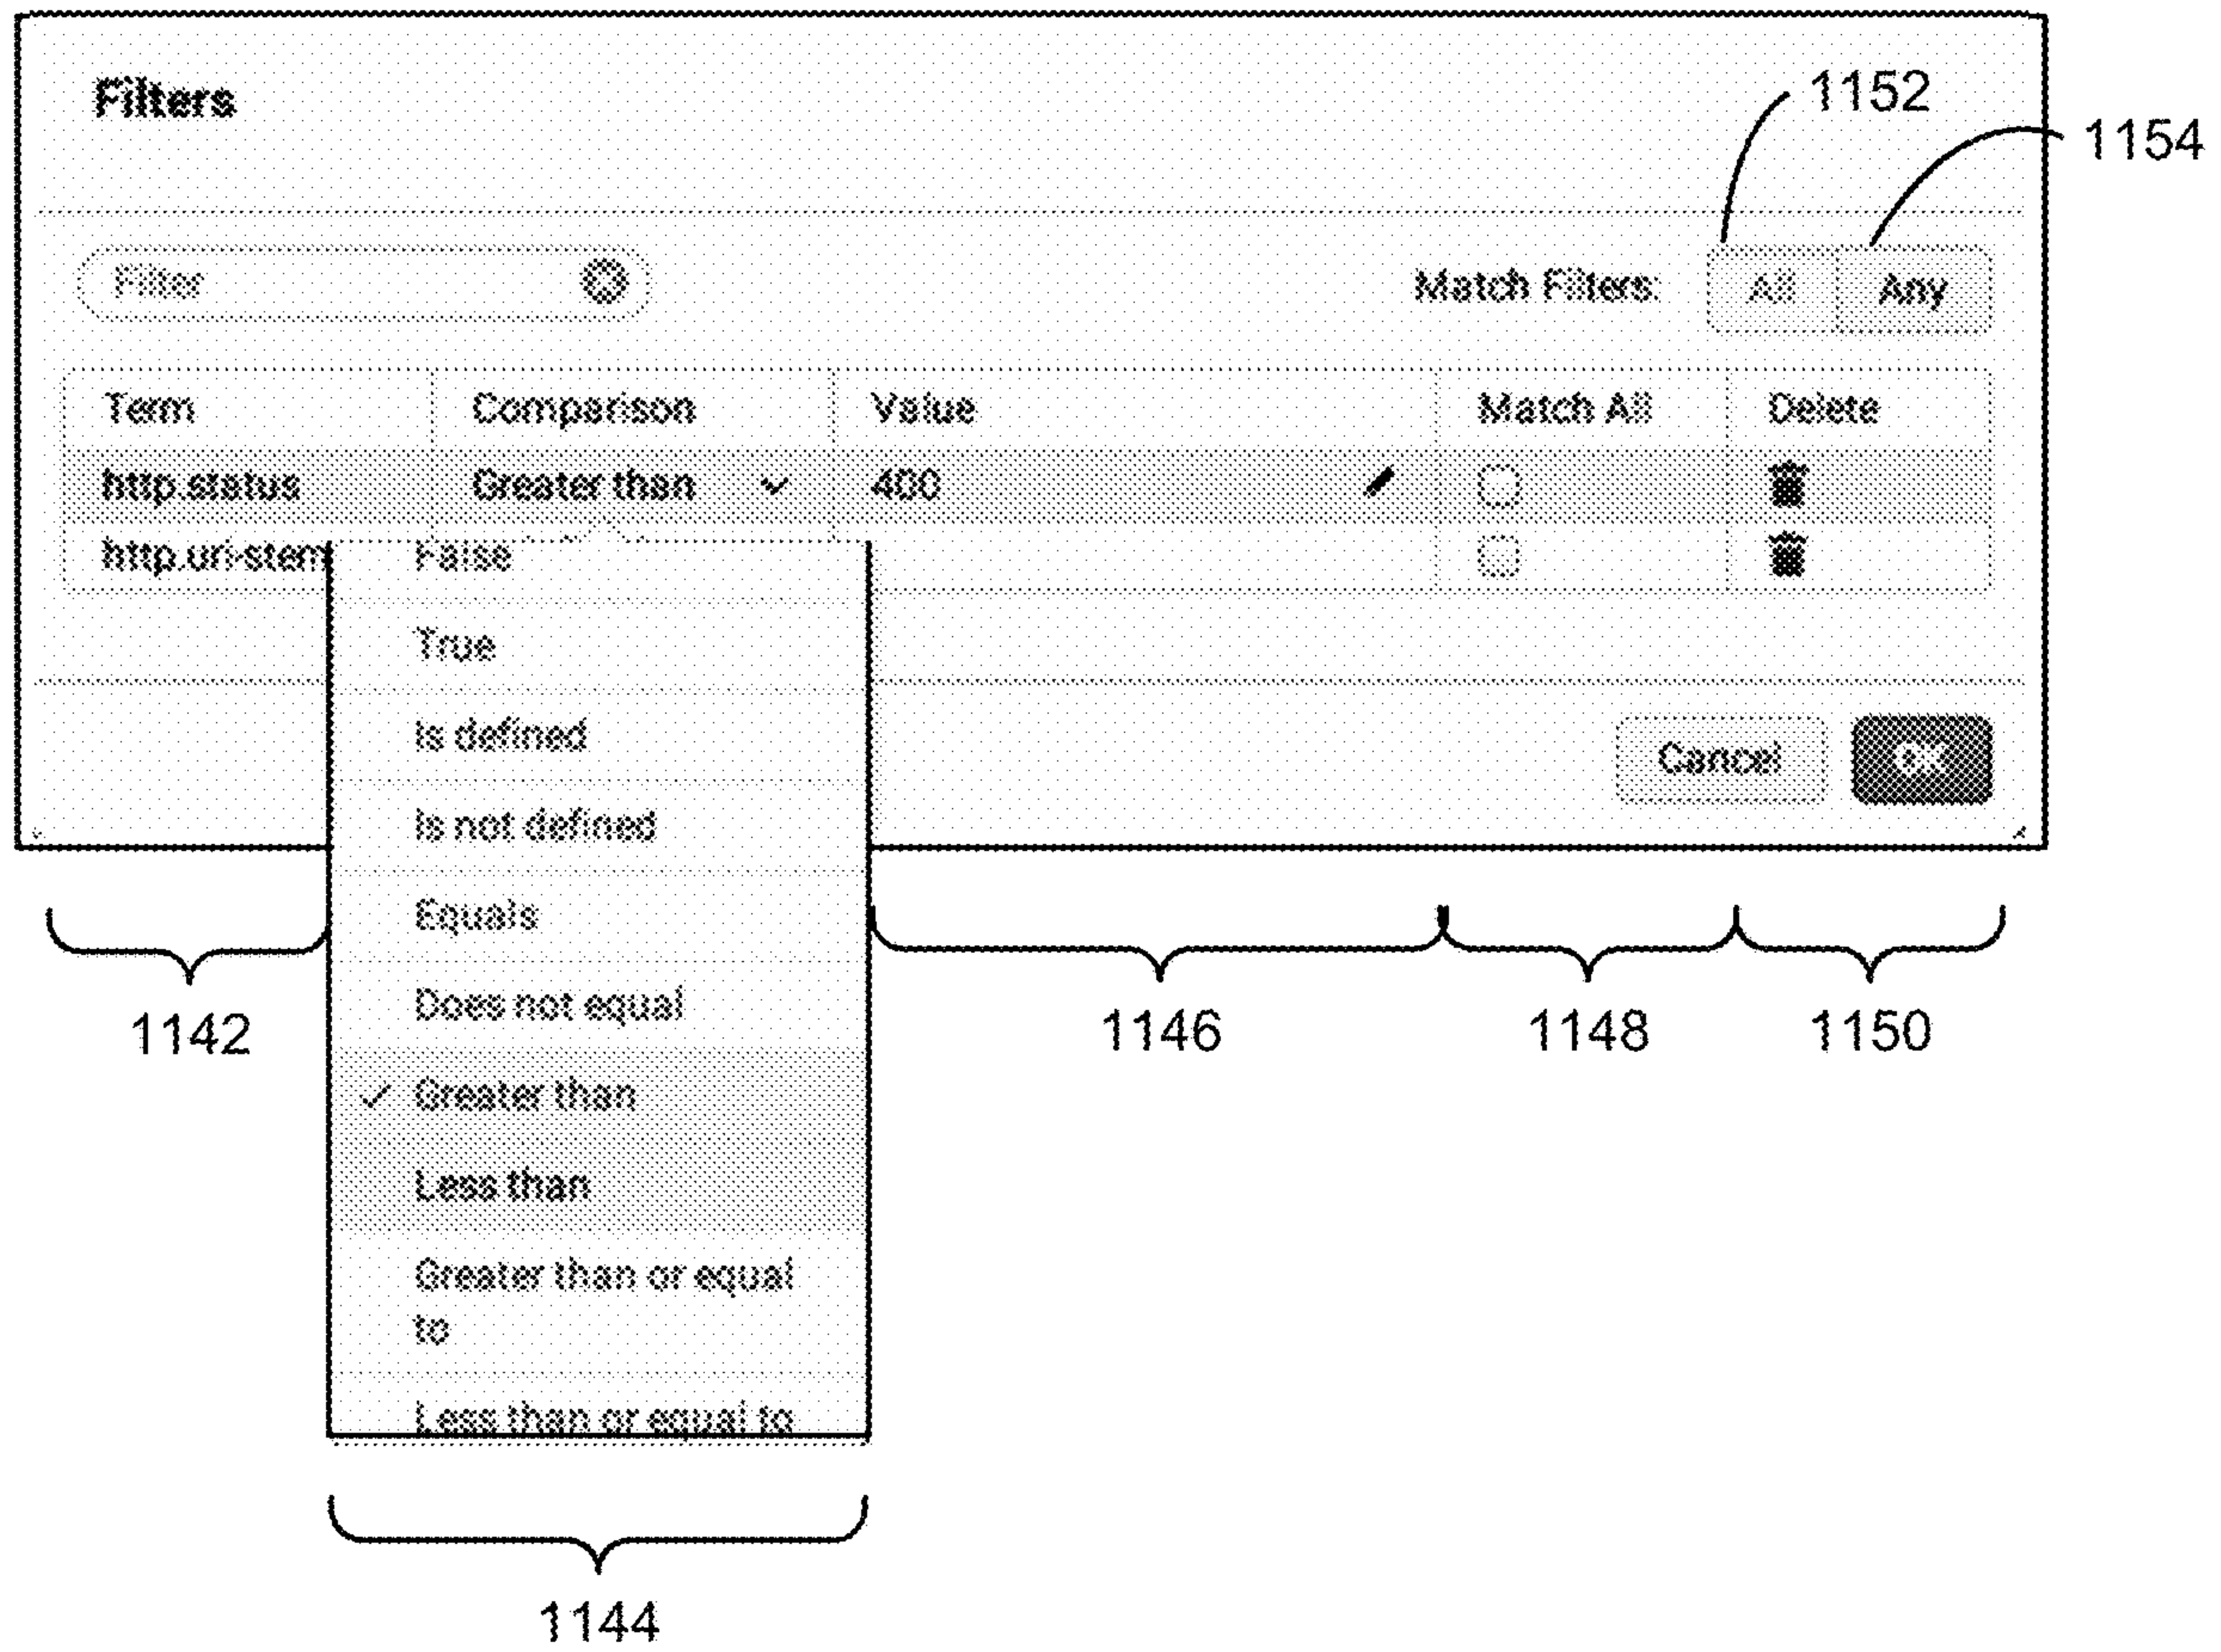 Filters
1152
1154
Filter
Match Filters: All Any
Term Comparison Value Match All Delete
http.status Greater than 400
http.uri-stem
False
True
Is defined
Is not defined
Equals
Does not equal
Greater than
Less than
Greater than or equal
to
Less than or equal to
Cancel OK
1142
1146
1148
1150
1144